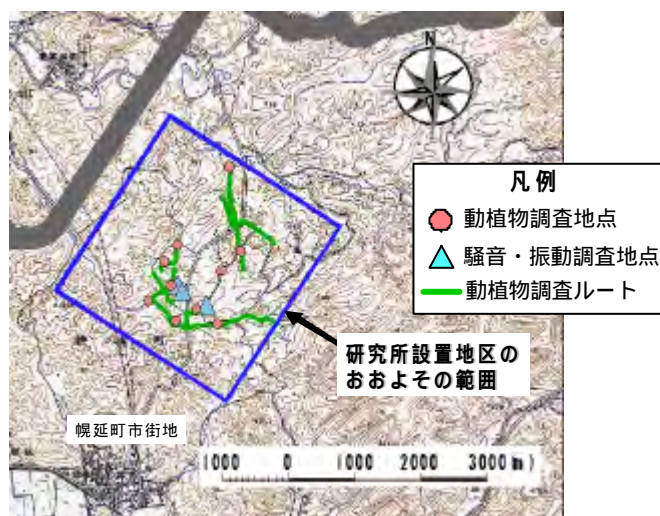 N
凡例
動植物調査地点
騒音・振動調査地点
動植物調査ルート
研究所設置地区の
おおよその範囲
幌延町市街地
1000 0 1000 2000 3000m